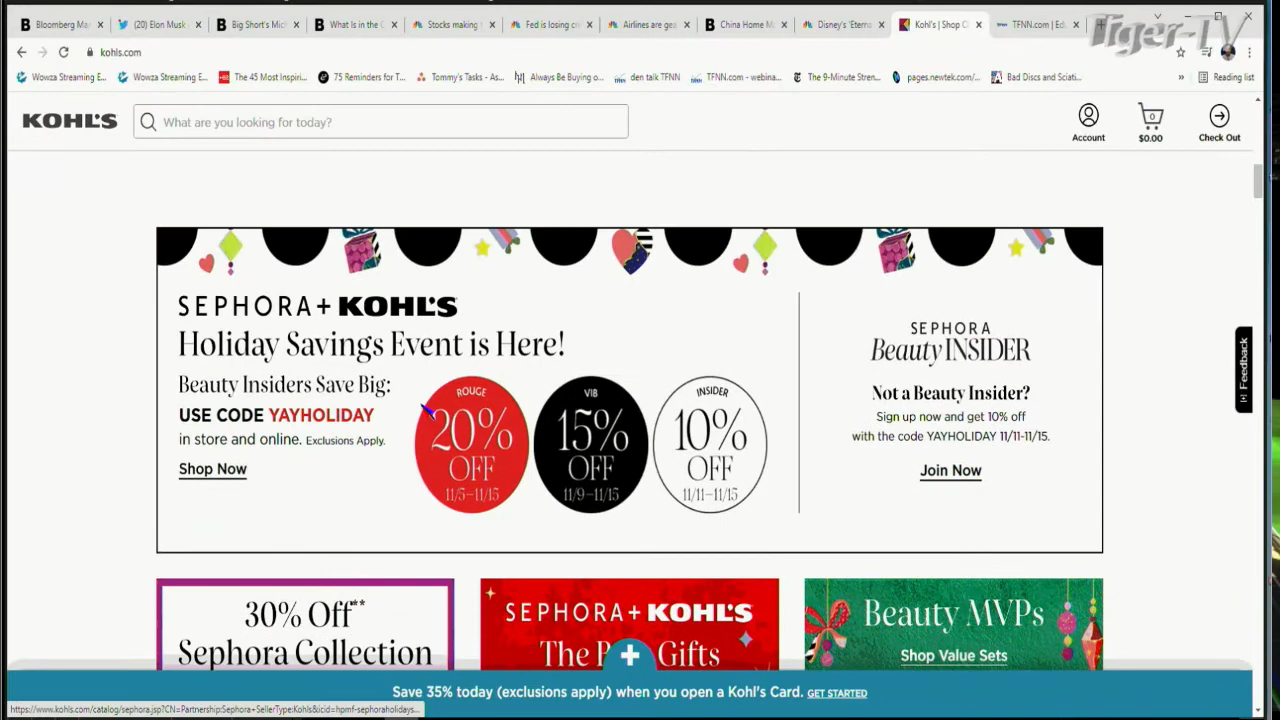 Tiger-TV
Bloomberg Ma
(20) Elon Musk
Big Short's Mic
What Is in the C
Stocks making
Fed is losing c
Airlines are gea
China Home M
Disney's 'Eterna
Kohl's | Shop C
TFNN.com | Edu
kohls.com
Wowza Streaming E...
Wowza Streaming E...
The 45 Most Inspiri...
75 Reminders for T...
Tommy's Tasks - As...
Always Be Buying o...
den talk TFNN
TFNN.com - webina...
The 9-Minute Stren...
pages.newtek.com/...
Bad Discs and Sciati...
»
Reading list
KOHL'S
What are you looking for today?
Account
0
$0.00
Check Out
SEPHORA + KOHL'S
Holiday Savings Event is Here!
Beauty Insiders Save Big:
USE CODE YAYHOLIDAY
in store and online. Exclusions Apply.
Shop Now
ROUGE
20%
OFF
11/5–11/15
VIB
15%
OFF
11/9–11/15
INSIDER
10%
OFF
11/11–11/15
SEPHORA
Beauty INSIDER
Not a Beauty Insider?
Sign up now and get 10% off
with the code YAYHOLIDAY 11/11-11/15.
Join Now
[+] Feedback
30% Off**
Sephora Collection
SEPHORA + KOHL'S
Gifts
Beauty MVPs
Shop Value Sets
Save 35% today (exclusions apply) when you open a Kohl's Card. GET STARTED
https://www.kohls.com/catalog/sephora.jsp?CN=Partnership:Sephora+SellerType:Kohls&icid=hpmf-sephoraholidays...